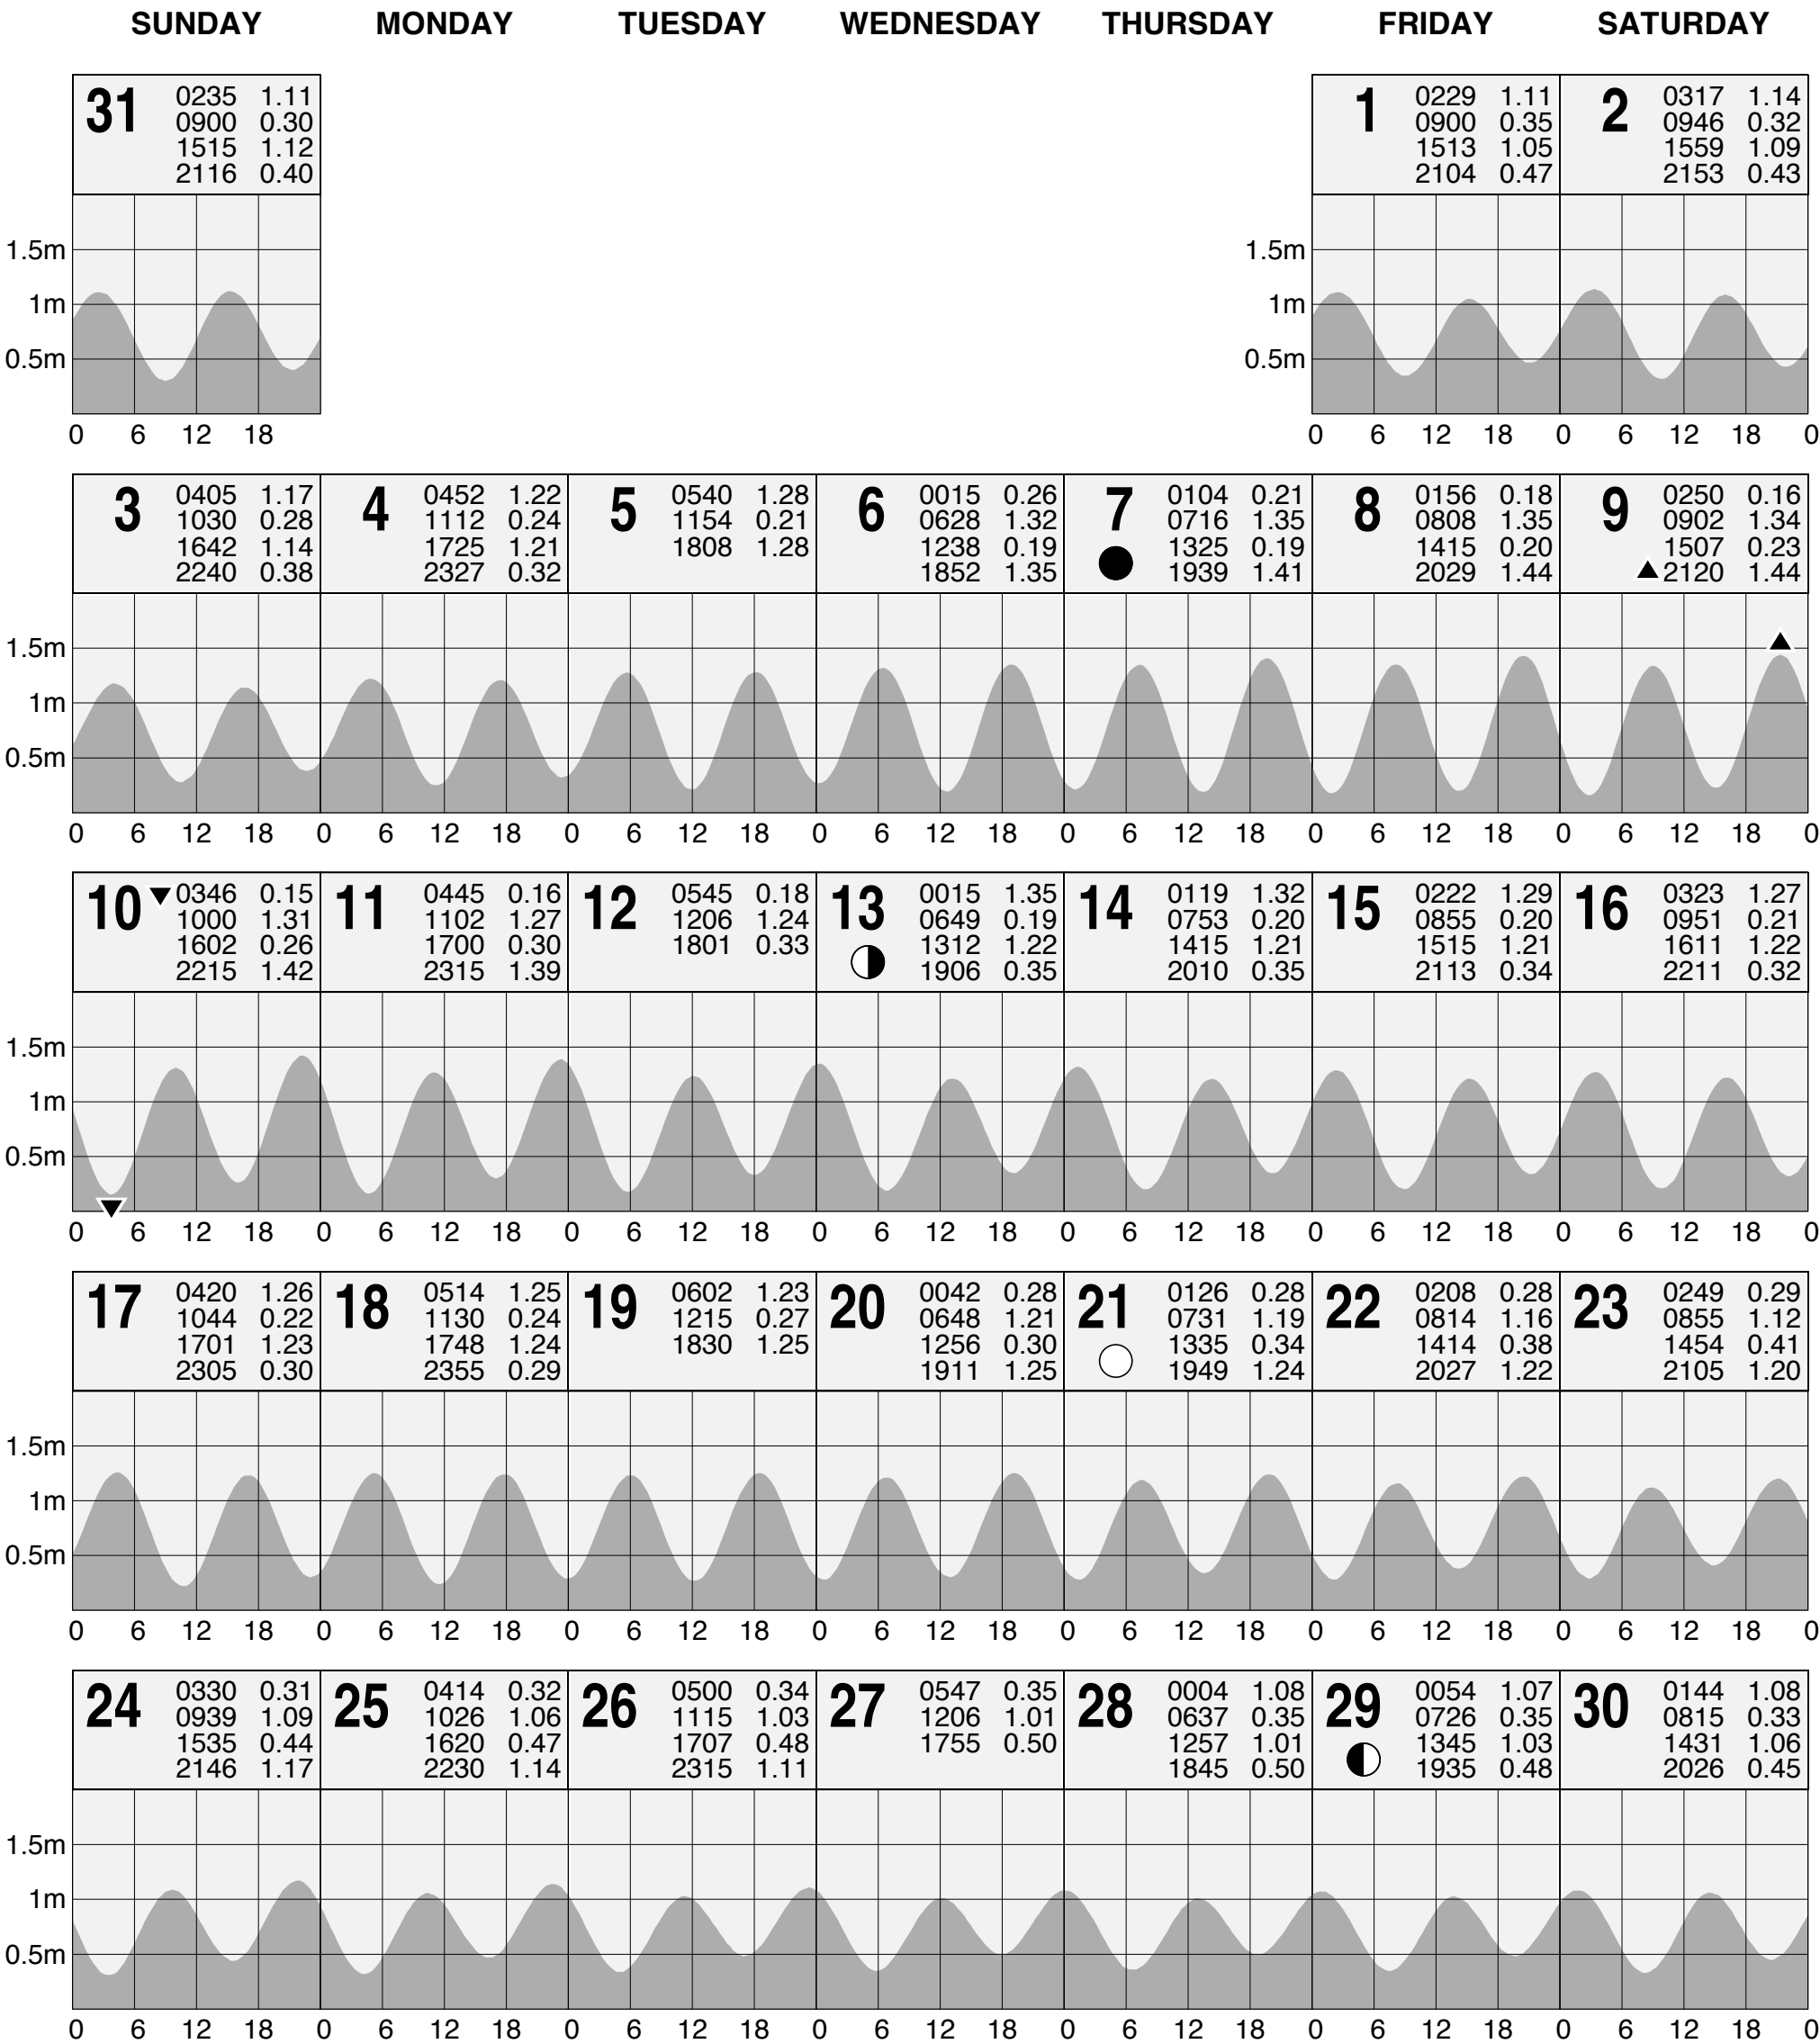 SUNDAY MONDAY TUESDAY WEDNESDAY THURSDAY FRIDAY SATURDAY
31 0235 1.11
0900 0.30
1515 1.12
2116 0.40
1 0229 1.11
0900 0.35
1513 1.05
2104 0.47
2 0317 1.14
0946 0.32
1559 1.09
2153 0.43
1.5m 1.5m
1m 1m
0.5m 0.5m
0 6 12 18 0 6 12 18 0 6 12 18 0
3 0405 1.17
1030 0.28
1642 1.14
2240 0.38
4 0452 1.22
1112 0.24
1725 1.21
2327 0.32
5 0540 1.28
1154 0.21
1808 1.28
6 0015 0.26
0628 1.32
1238 0.19
1852 1.35
7 0104 0.21
0716 1.35
1325 0.19
1939 1.41
8 0156 0.18
0808 1.35
1415 0.20
2029 1.44
9 0250 0.16
0902 1.34
1507 0.23
2120 1.44
1.5m
1m
0.5m
0 6 12 18 0 6 12 18 0 6 12 18 0 6 12 18 0 6 12 18 0 6 12 18 0 6 12 18 0
10 0346 0.15
1000 1.31
1602 0.26
2215 1.42
11 0445 0.16
1102 1.27
1700 0.30
2315 1.39
12 0545 0.18
1206 1.24
1801 0.33
13 0015 1.35
0649 0.19
1312 1.22
1906 0.35
14 0119 1.32
0753 0.20
1415 1.21
2010 0.35
15 0222 1.29
0855 0.20
1515 1.21
2113 0.34
16 0323 1.27
0951 0.21
1611 1.22
2211 0.32
1.5m
1m
0.5m
0 6 12 18 0 6 12 18 0 6 12 18 0 6 12 18 0 6 12 18 0 6 12 18 0 6 12 18 0
17 0420 1.26
1044 0.22
1701 1.23
2305 0.30
18 0514 1.25
1130 0.24
1748 1.24
2355 0.29
19 0602 1.23
1215 0.27
1830 1.25
20 0042 0.28
0648 1.21
1256 0.30
1911 1.25
21 0126 0.28
0731 1.19
1335 0.34
1949 1.24
22 0208 0.28
0814 1.16
1414 0.38
2027 1.22
23 0249 0.29
0855 1.12
1454 0.41
2105 1.20
1.5m
1m
0.5m
0 6 12 18 0 6 12 18 0 6 12 18 0 6 12 18 0 6 12 18 0 6 12 18 0 6 12 18 0
24 0330 0.31
0939 1.09
1535 0.44
2146 1.17
25 0414 0.32
1026 1.06
1620 0.47
2230 1.14
26 0500 0.34
1115 1.03
1707 0.48
2315 1.11
27 0547 0.35
1206 1.01
1755 0.50
28 0004 1.08
0637 0.35
1257 1.01
1845 0.50
29 0054 1.07
0726 0.35
1345 1.03
1935 0.48
30 0144 1.08
0815 0.33
1431 1.06
2026 0.45
1.5m
1m
0.5m
0 6 12 18 0 6 12 18 0 6 12 18 0 6 12 18 0 6 12 18 0 6 12 18 0 6 12 18 0